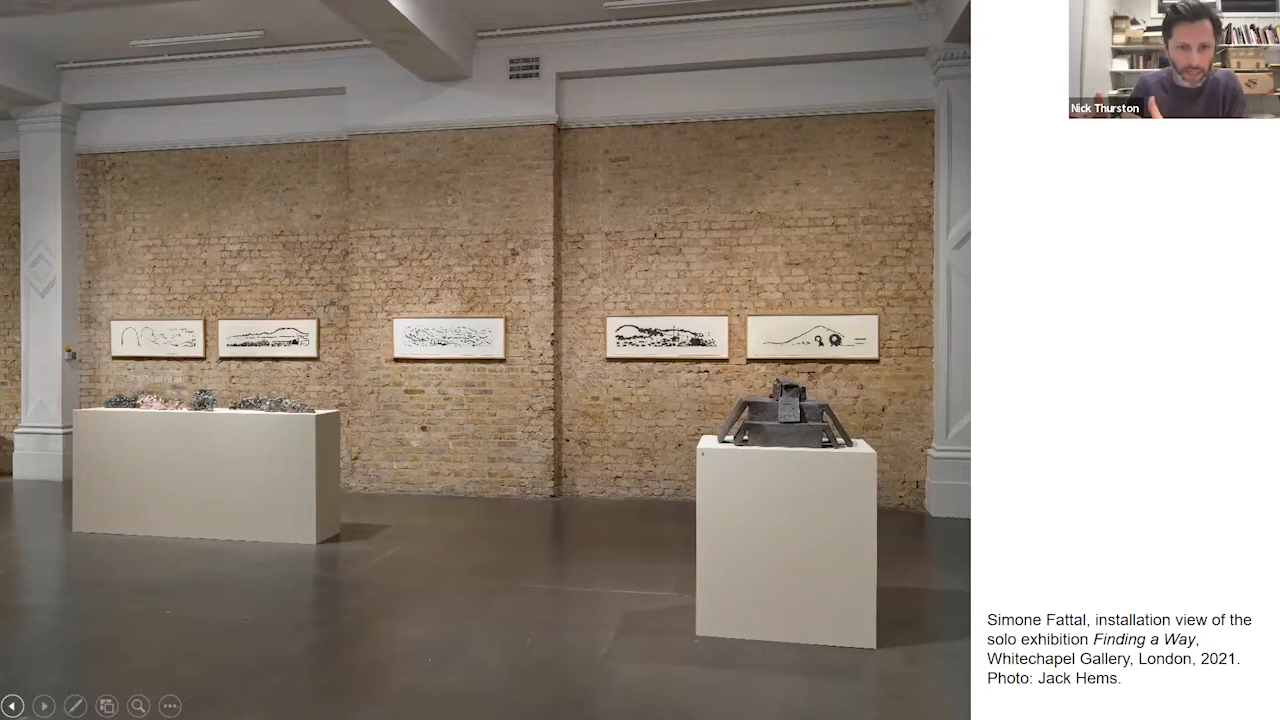 Nick Thurston
Simone Fattal, installation view of the
solo exhibition Finding a Way,
Whitechapel Gallery, London, 2021.
Photo: Jack Hems.